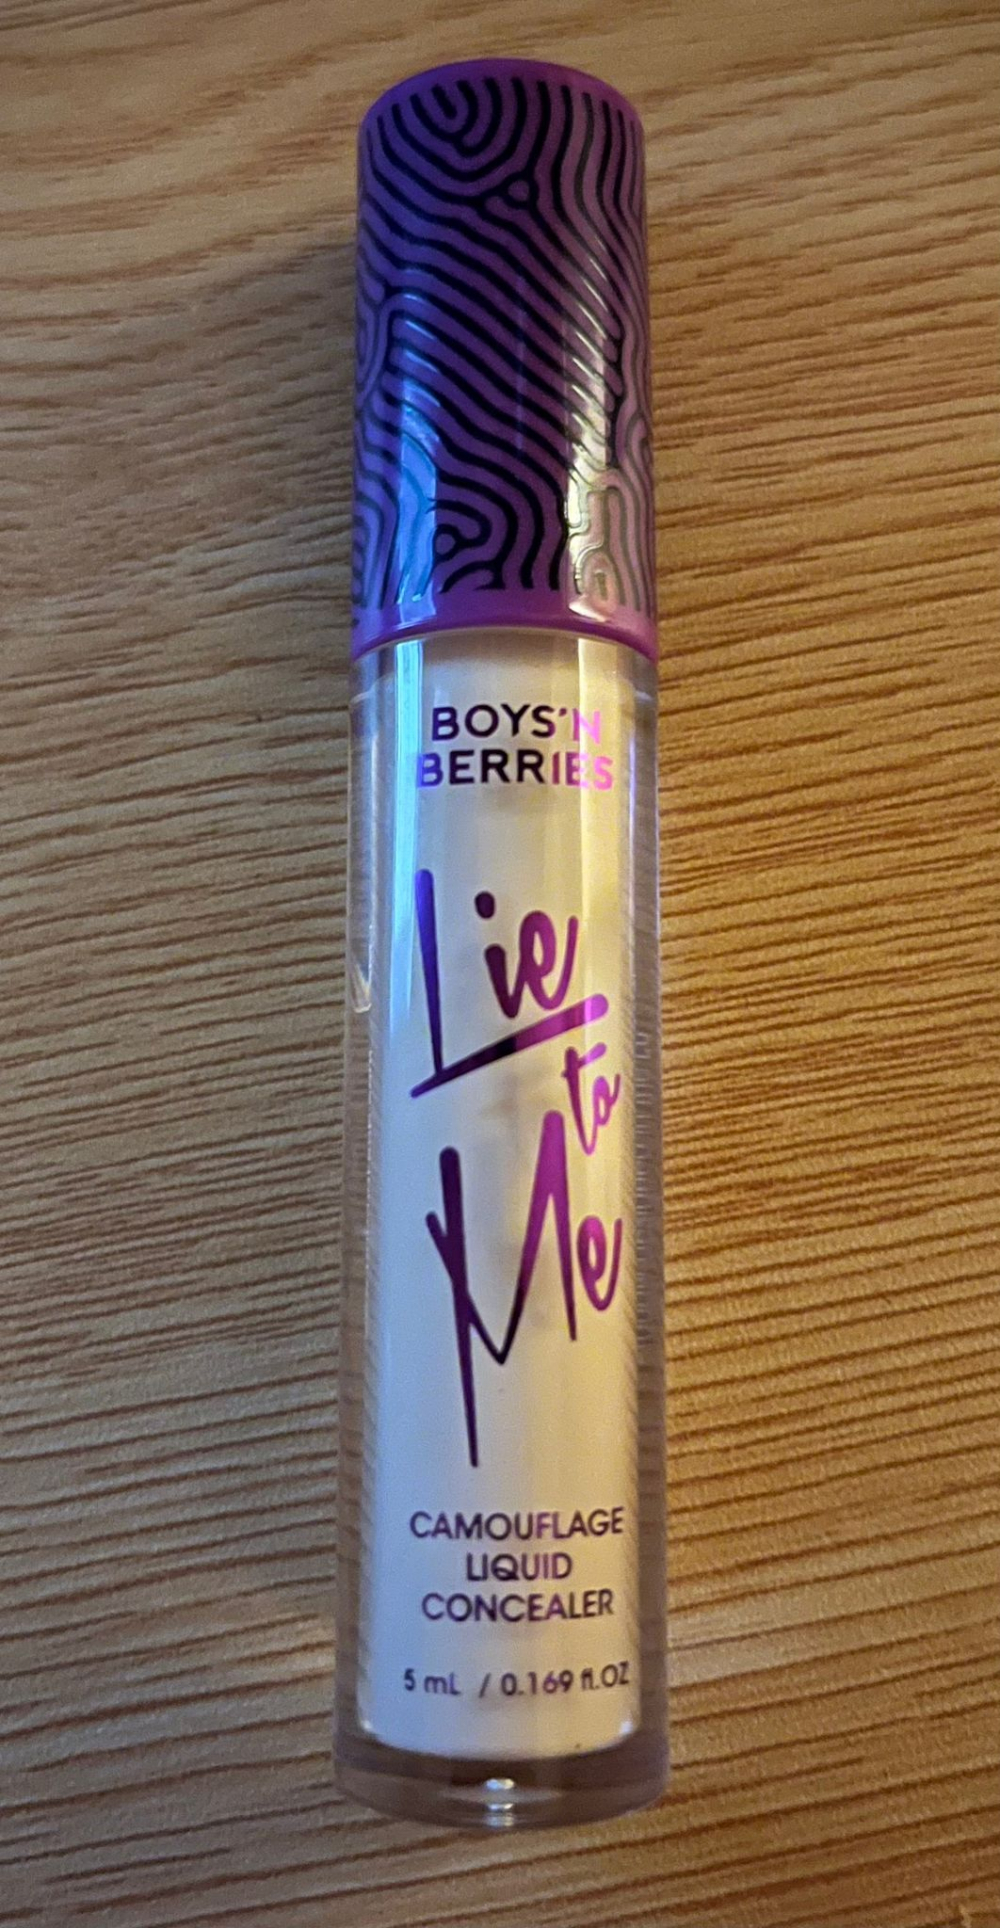 BOYS'N
BERRIES
Lie
to
Me
CAMOUFLAGE
LIQUID
CONCEALER
5 mL / 0.169 fl.OZ